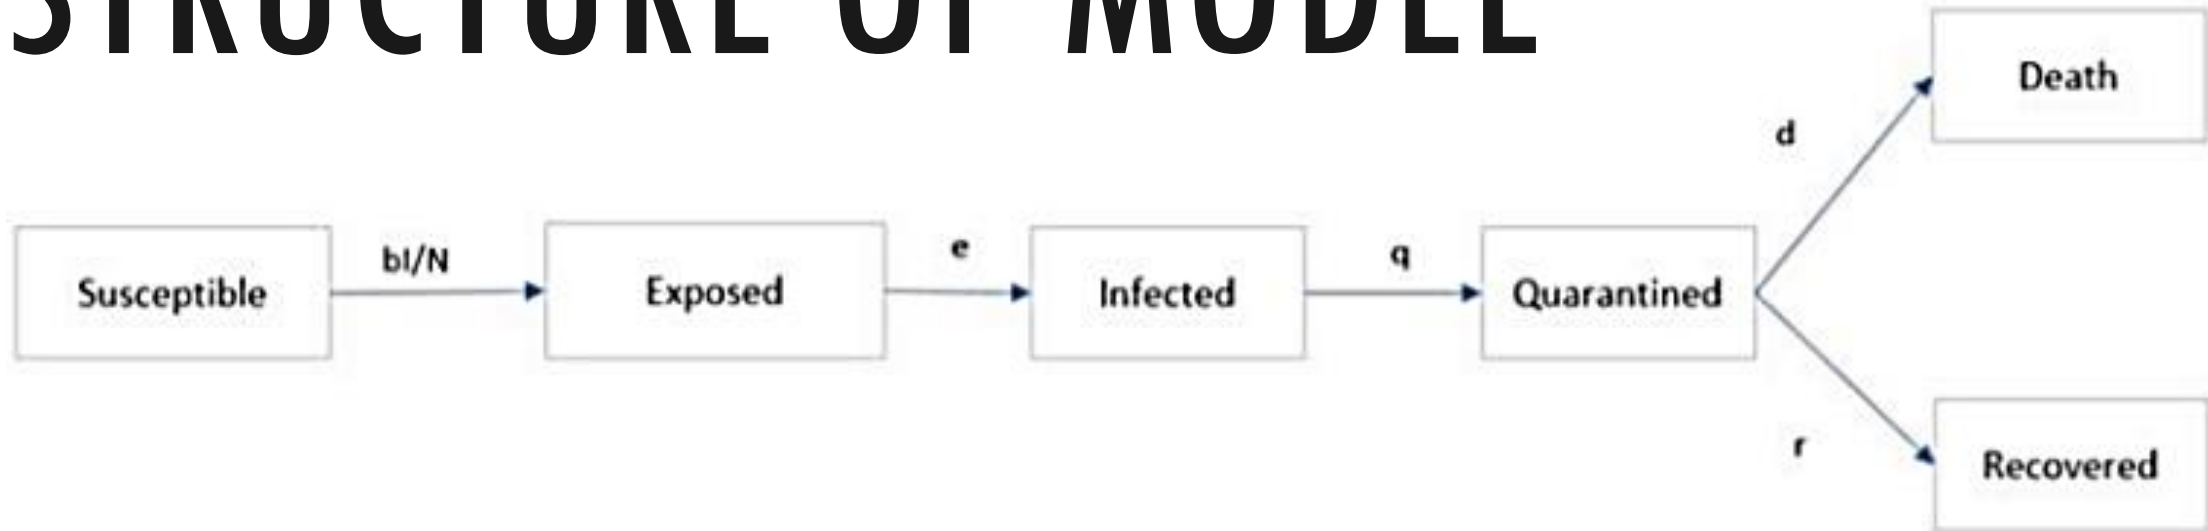 STRUCTURE OF MODEL
Death
d
Susceptible
bI/N
Exposed
e
Infected
q
Quarantined
r
Recovered